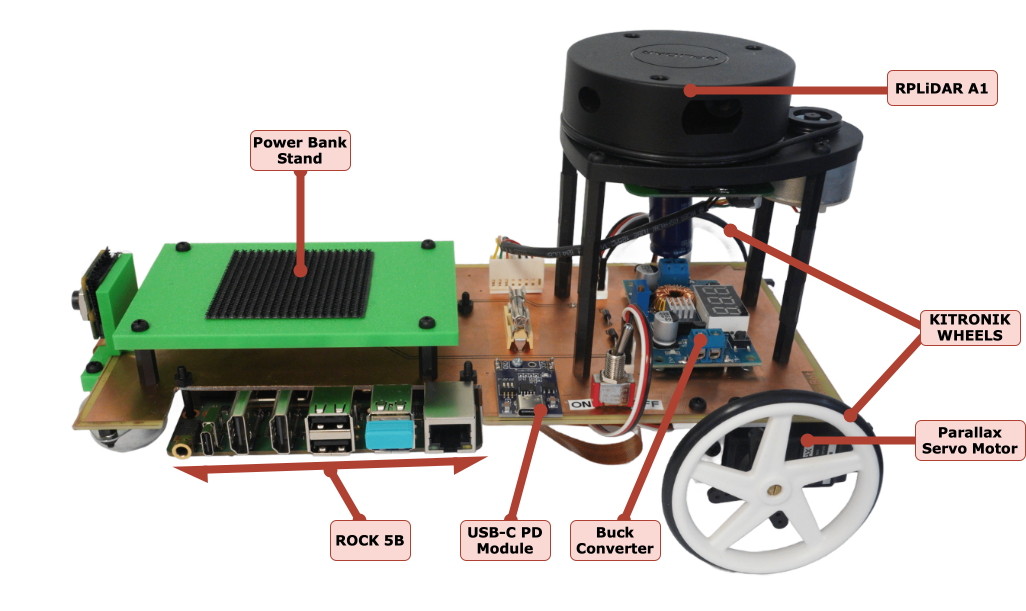 RPLiDAR A1
Power Bank
Stand
KITRONIK
WHEELS
Parallax
Servo Motor
ON
FF
ROCK 5B
USB-C PD
Module
Buck
Converter